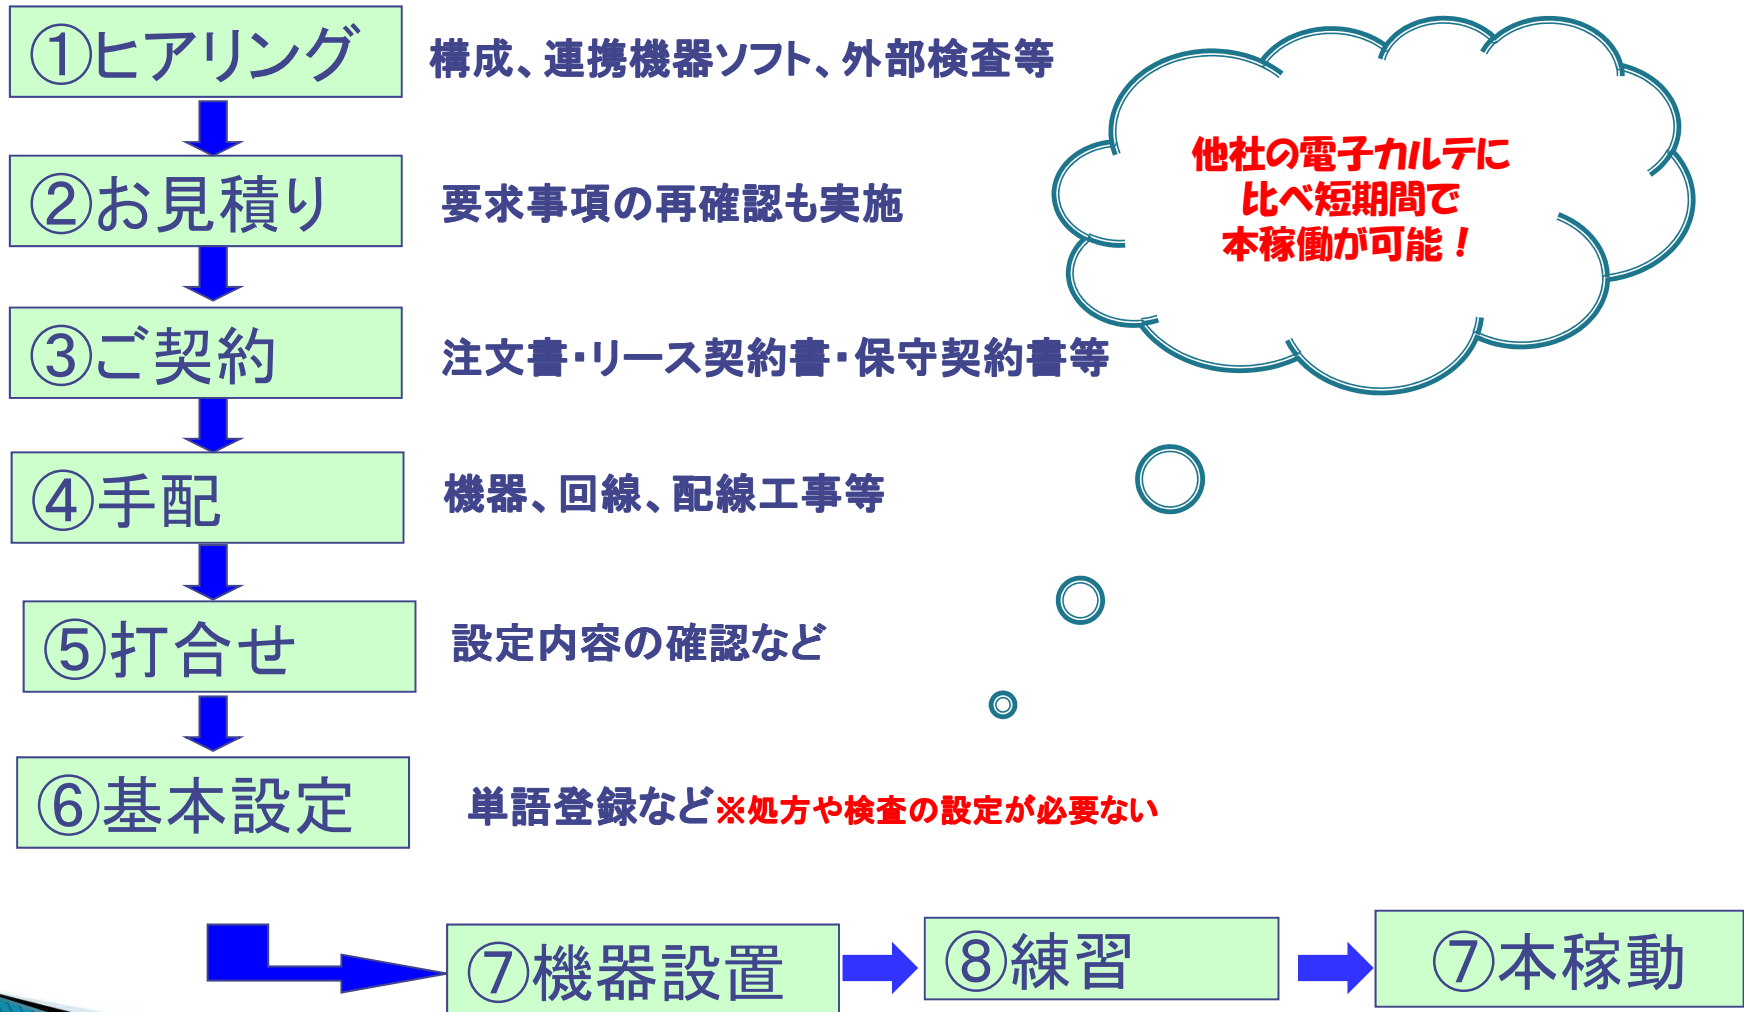 ①ヒアリング
構成、連携機器ソフト、外部検査等
他社の電子カルテに
比べ短期間で
本稼働が可能！
②お見積り
要求事項の再確認も実施
③ご契約
注文書・リース契約書・保守契約書等
④手配
機器、回線、配線工事等
⑤打合せ
設定内容の確認など
⑥基本設定
単語登録など※処方や検査の設定が必要ない
⑦機器設置
⑧練習
⑦本稼動